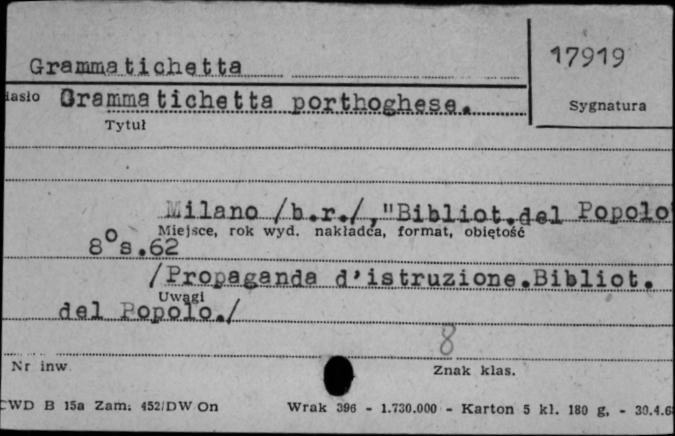 17919
Grammatichetta
Grammatichetta porthoghese.
Sygnatura
Tytuł
Milano /b.r./,"Bibliot.del Popolo"
Miejsce, rok wyd. nakładca, format, objętość
8° s.62
/Propaganda d'istruzione.Bibliot.
Uwagi
del Popolo./
8
Nr inw.
Znak klas.
CWD B 15a Zam. 452/DW On Wrak 396 - 1.730.000 - Karton 5 kl. 180 g. - 30.4.6